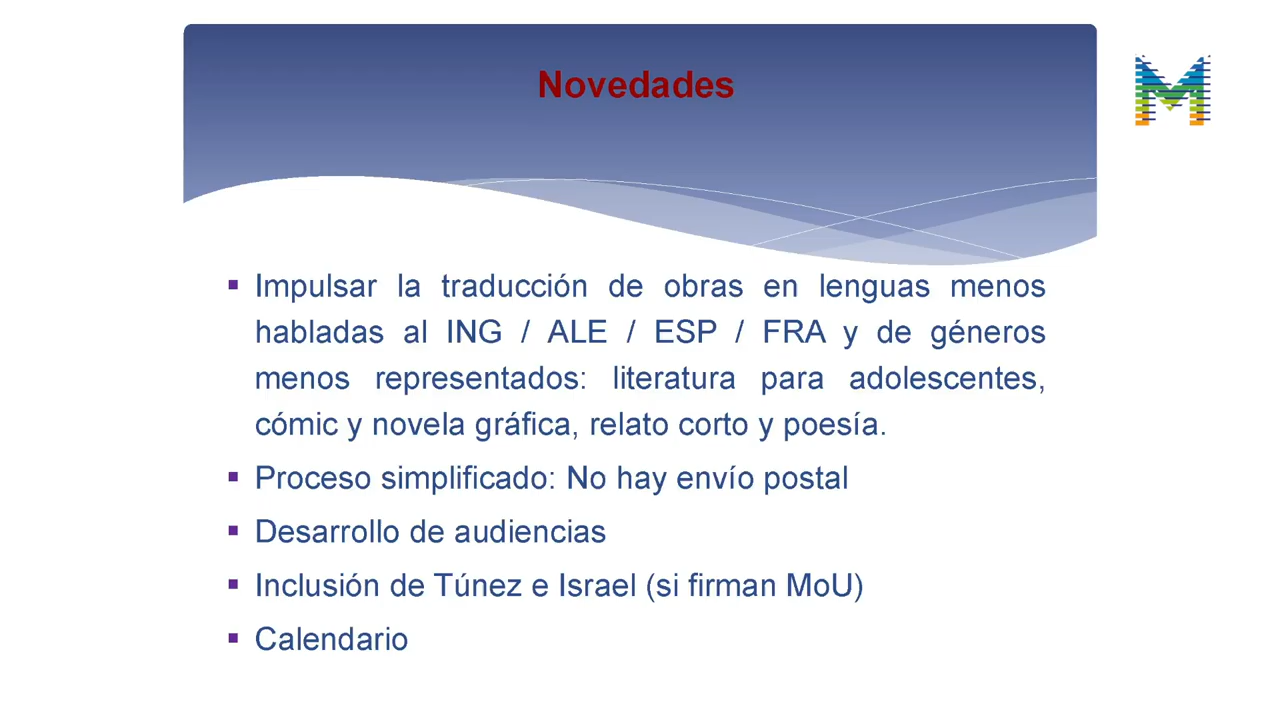 Novedades
M
▪ Impulsar la traducción de obras en lenguas menos
habladas al ING / ALE / ESP / FRA y de géneros
menos representados: literatura para adolescentes,
cómic y novela gráfica, relato corto y poesía.
▪ Proceso simplificado: No hay envío postal
▪ Desarrollo de audiencias
▪ Inclusión de Túnez e Israel (si firman MoU)
▪ Calendario